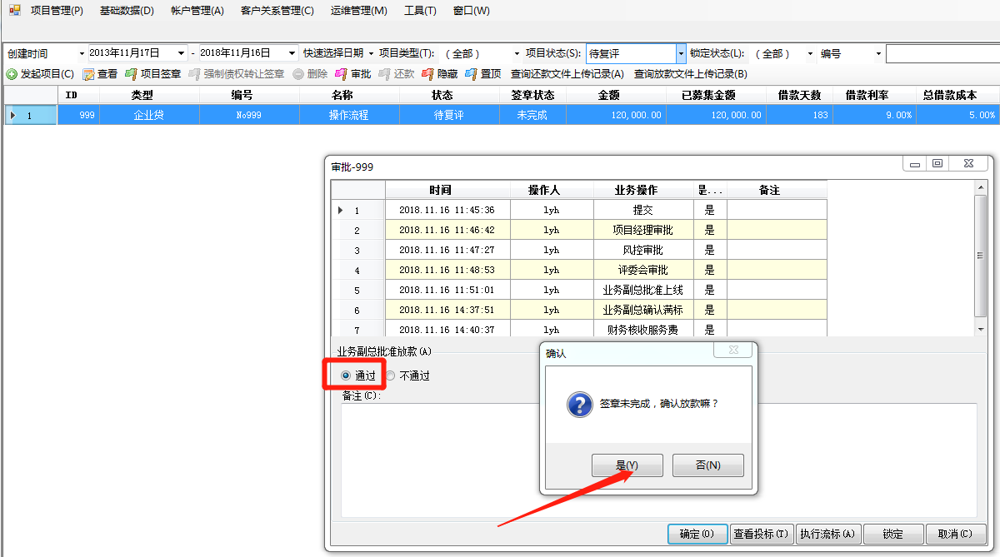 项目管理(P) 基础数据(D) 帐户管理(A) 客户关系管理(C) 运维管理(M) 工具(T) 窗口(W)
创建时间 2013年11月17日 - 2018年11月16日 快速选择日期 项目类型(T): （全部） 项目状态(S): 待复评 锁定状态(L): （全部） 编号
发起项目(C) 查看 项目签章 强制债权转让签章 删除 审批 还款 隐藏 置顶 查询还款文件上传记录(A) 查询放款文件上传记录(B)
ID 类型 编号 名称 状态 签章状态 金额 已募集金额 借款天数 借款利率 总借款成本
1 999 企业贷 No999 操作流程 待复评 未完成 120,000.00 120,000.00 183 9.00% 5.00%
审批-999
时间 操作人 业务操作 是... 备注
1 2018.11.16 11:45:36 lyh 提交 是
2 2018.11.16 11:46:42 lyh 项目经理审批 是
3 2018.11.16 11:47:27 lyh 风控审批 是
4 2018.11.16 11:48:53 lyh 评委会审批 是
5 2018.11.16 11:51:01 lyh 业务副总批准上线 是
6 2018.11.16 14:37:51 lyh 业务副总确认满标 是
7 2018.11.16 14:40:37 lyh 财务核收服务费 是
业务副总批准放款(A)
通过 不通过
备注(C):
确认
签章未完成，确认放款嘛？
是(Y) 否(N)
确定(O) 查看投标(T) 执行流标(A) 锁定 取消(C)